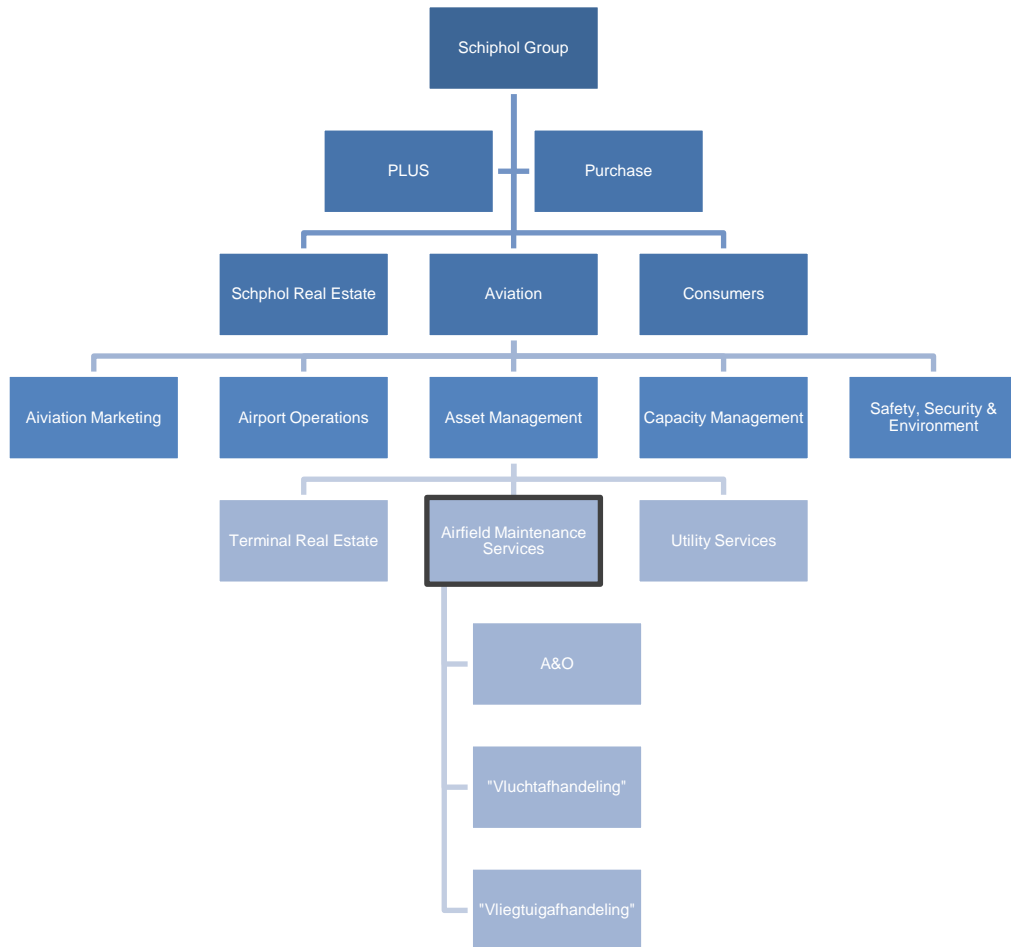 Schiphol Group
PLUS
Purchase
Schphol Real Estate
Aviation
Consumers
Aiviation Marketing
Airport Operations
Asset Management
Capacity Management
Safety, Security &
Environment
Terminal Real Estate
Airfield Maintenance
Services
Utility Services
A&O
"Vluchtafhandeling"
"Vliegtuigafhandeling"